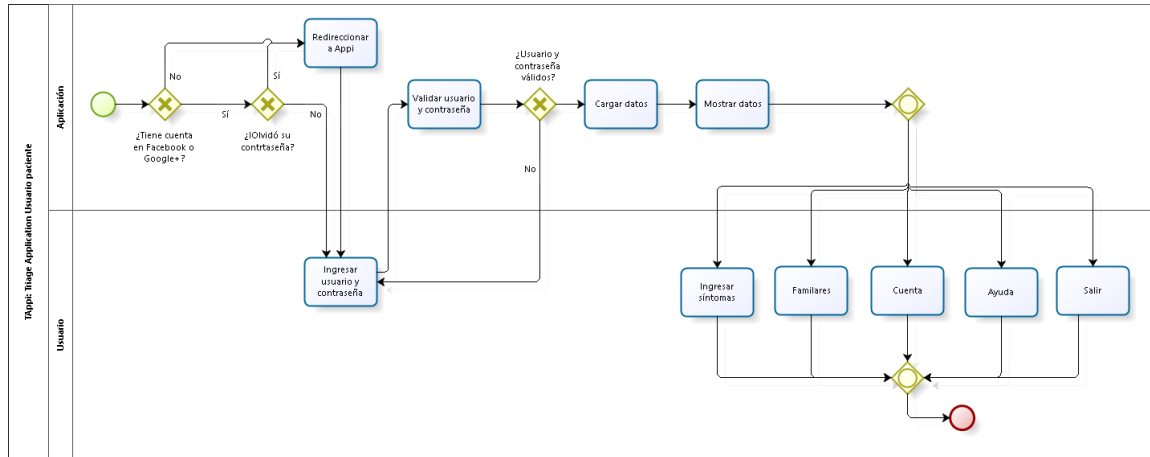 TAppi: Triage Application Usuario paciente
Aplicación
Usuario
Redireccionar
a Appi
No
Sí
Sí
No
¿Tiene cuenta
en Facebook o
Google+?
¿lOlvidó su
contrtaseña?
Validar usuario
y contraseña
¿Usuario y
contraseña
válidos?
No
Cargar datos
Mostrar datos
Ingresar
usuario y
contraseña
Ingresar
síntomas
Familares
Cuenta
Ayuda
Salir